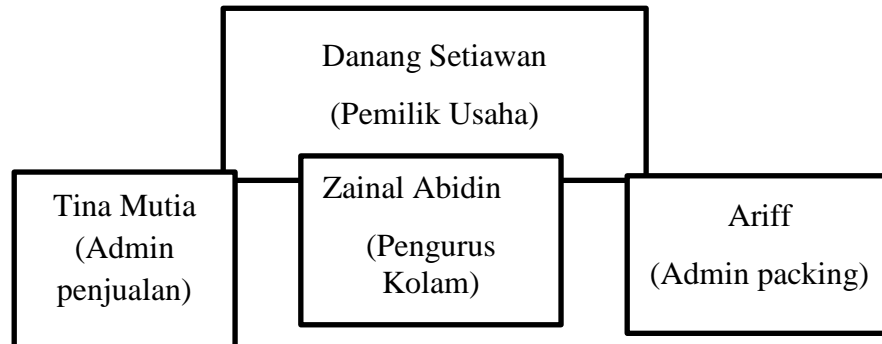 Danang Setiawan
(Pemilik Usaha)
Tina Mutia
(Admin
penjualan)
Zainal Abidin
(Pengurus
Kolam)
Ariff
(Admin packing)